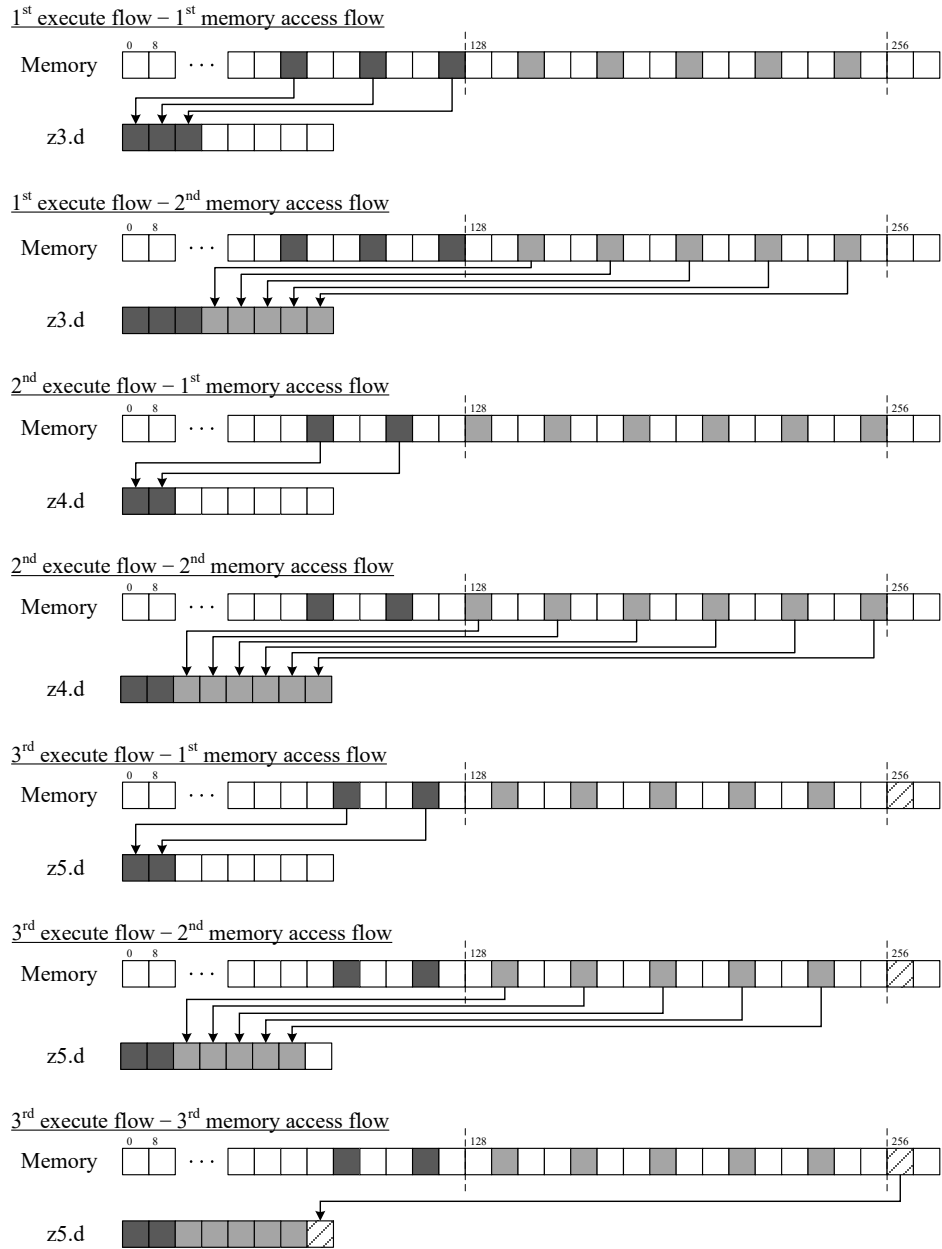 1st execute flow – 1st memory access flow
0 8 128 256
Memory · · ·
z3.d
1st execute flow – 2nd memory access flow
0 8 128 256
Memory · · ·
z3.d
2nd execute flow – 1st memory access flow
0 8 128 256
Memory · · ·
z4.d
2nd execute flow – 2nd memory access flow
0 8 128 256
Memory · · ·
z4.d
3rd execute flow – 1st memory access flow
0 8 128 256
Memory · · ·
z5.d
3rd execute flow – 2nd memory access flow
0 8 128 256
Memory · · ·
z5.d
3rd execute flow – 3rd memory access flow
0 8 128 256
Memory · · ·
z5.d